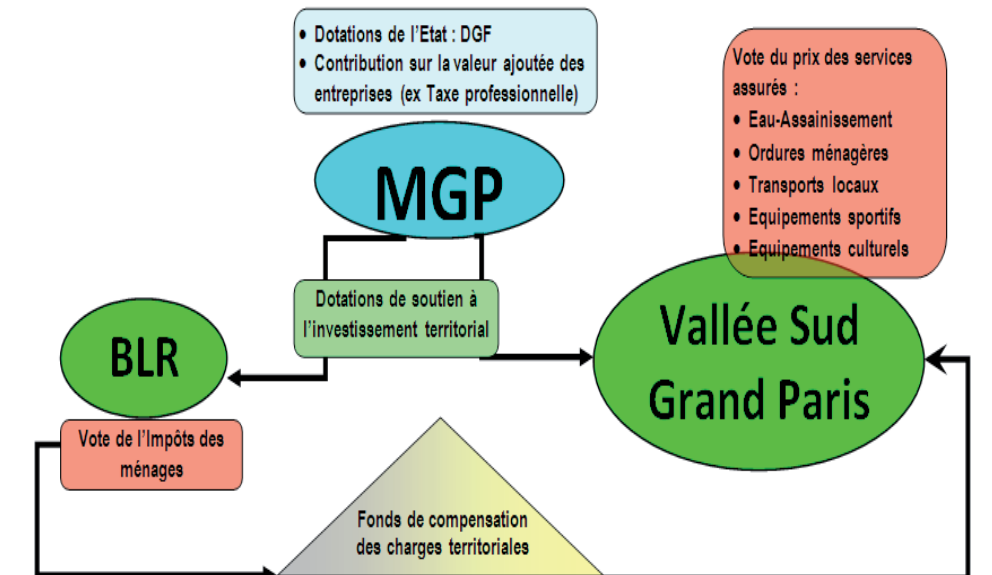 • Dotations de l’Etat : DGF
• Contribution sur la valeur ajoutée des
entreprises (ex Taxe professionnelle)
MGP
Vote du prix des services
assurés :
• Eau-Assainissement
• Ordures ménagères
• Transports locaux
• Equipements sportifs
• Equipements culturels
Dotations de soutien à
l’investissement territorial
BLR
Vallée Sud
Grand Paris
Vote de l’Impôts des
ménages
Fonds de compensation
des charges territoriales